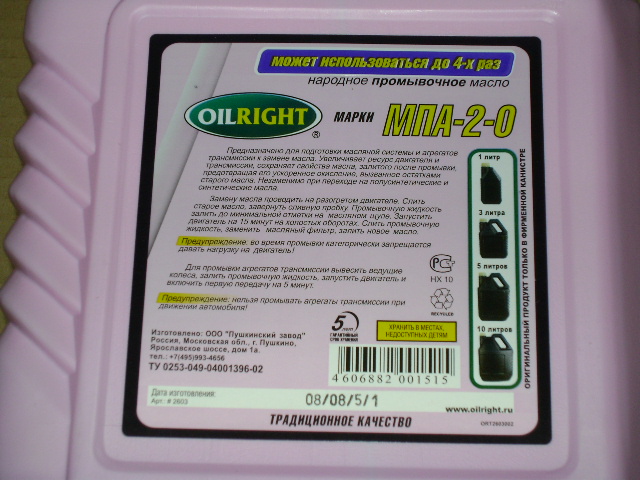 может использоваться до 4-х раз
народное промывочное масло
OILRIGHT ®
МАРКИ МПА-2-0
Предназначено для подготовки масляной системы и агрегатов
трансмиссии к замене масла. Увеличивает ресурс двигателя и
трансмиссии, сохраняет свойства масла, залитого после промывки,
предотвращая его ускоренное окисление, вызванное остатками
старого масла. Незаменимо при переходе на полусинтетические и
синтетические масла.
Замену масла проводить на разогретом двигателе. Слить
старое масло, завернуть сливную пробку. Промывочную жидкость
залить до минимальной отметки на масляном щупе. Запустить
двигатель на 15 минут на холостых оборотах. Слить промывочную
жидкость, заменить масляный фильтр, залить новое масло.
Предупреждение: во время промывки категорически запрещается
давать нагрузку на двигатель!
Для промывки агрегатов трансмиссии вывесить ведущие
колеса, залить промывочную жидкость, запустить двигатель и
включить первую передачу на 5 минут.
Предупреждение: нельзя промывать агрегаты трансмиссии при
движении автомобиля!
1 литр
3 литра
5 литров
10 литров
ОРИГИНАЛЬНЫЙ ПРОДУКТ ТОЛЬКО В ФИРМЕННОЙ КАНИСТРЕ
НХ 10
RECYCLER
5 лет
ГАРАНТИЙНЫЙ
СРОК ХРАНЕНИЯ
ХРАНИТЬ В МЕСТАХ,
НЕДОСТУПНЫХ ДЕТЯМ
Изготовлено: ООО "Пушкинский завод"
Россия, Московская обл., г. Пушкино,
Ярославское шоссе, дом 1а.
тел.: +7(495)993-4656
ТУ 0253-049-04001396-02
4 606882 001515
Дата изготовления:
Арт.: # 2603
08/08/5/1
www.oilright.ru
ТРАДИЦИОННОЕ КАЧЕСТВО